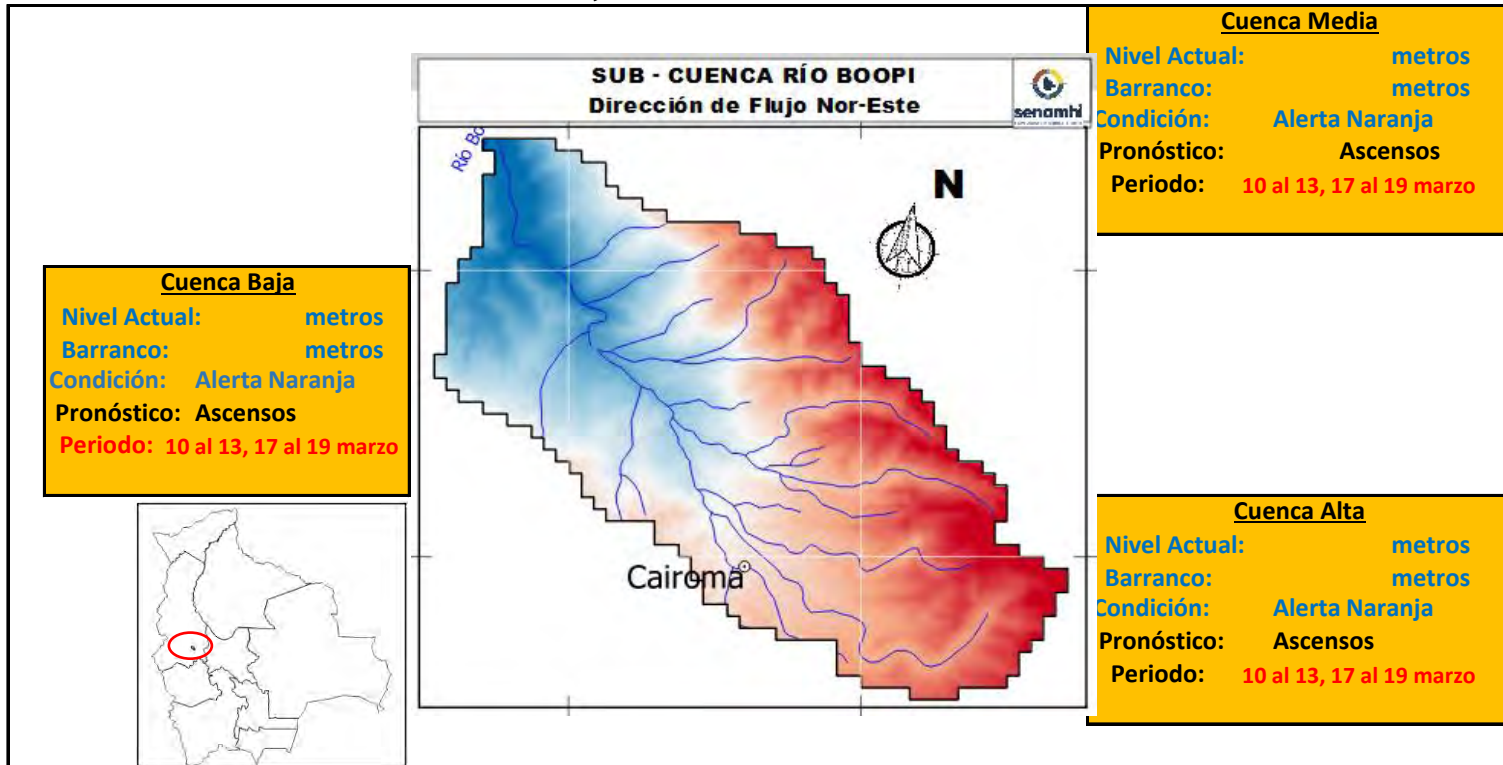 SUB - CUENCA RÍO BOOPI
Dirección de Flujo Nor-Este
senamhi
Río Bo
N
Cairoma
Cuenca Media
Nivel Actual: metros
Barranco: metros
Condición: Alerta Naranja
Pronóstico: Ascensos
Periodo: 10 al 13, 17 al 19 marzo
Cuenca Baja
Nivel Actual: metros
Barranco: metros
Condición: Alerta Naranja
Pronóstico: Ascensos
Periodo: 10 al 13, 17 al 19 marzo
Cuenca Alta
Nivel Actual: metros
Barranco: metros
Condición: Alerta Naranja
Pronóstico: Ascensos
Periodo: 10 al 13, 17 al 19 marzo